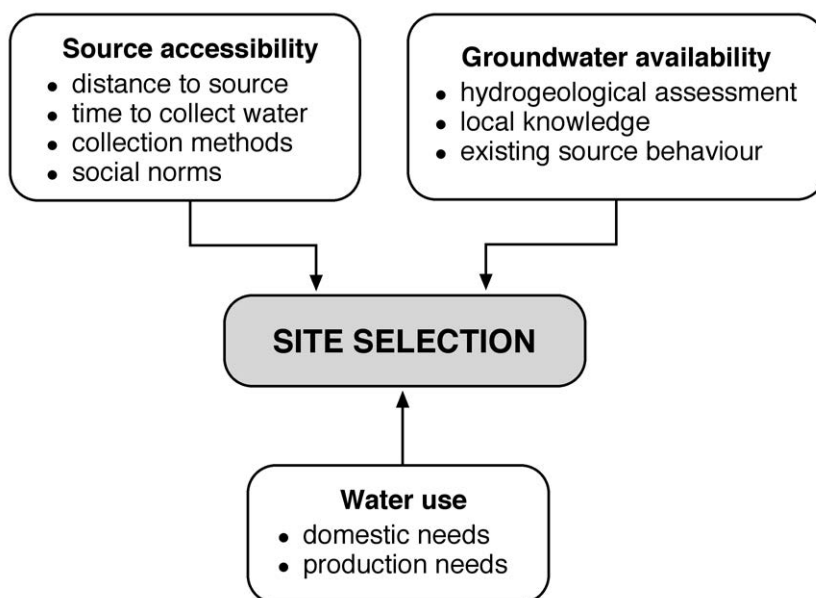 Source accessibility
• distance to source
• time to collect water
• collection methods
• social norms
Groundwater availability
• hydrogeological assessment
• local knowledge
• existing source behaviour
SITE SELECTION
Water use
• domestic needs
• production needs